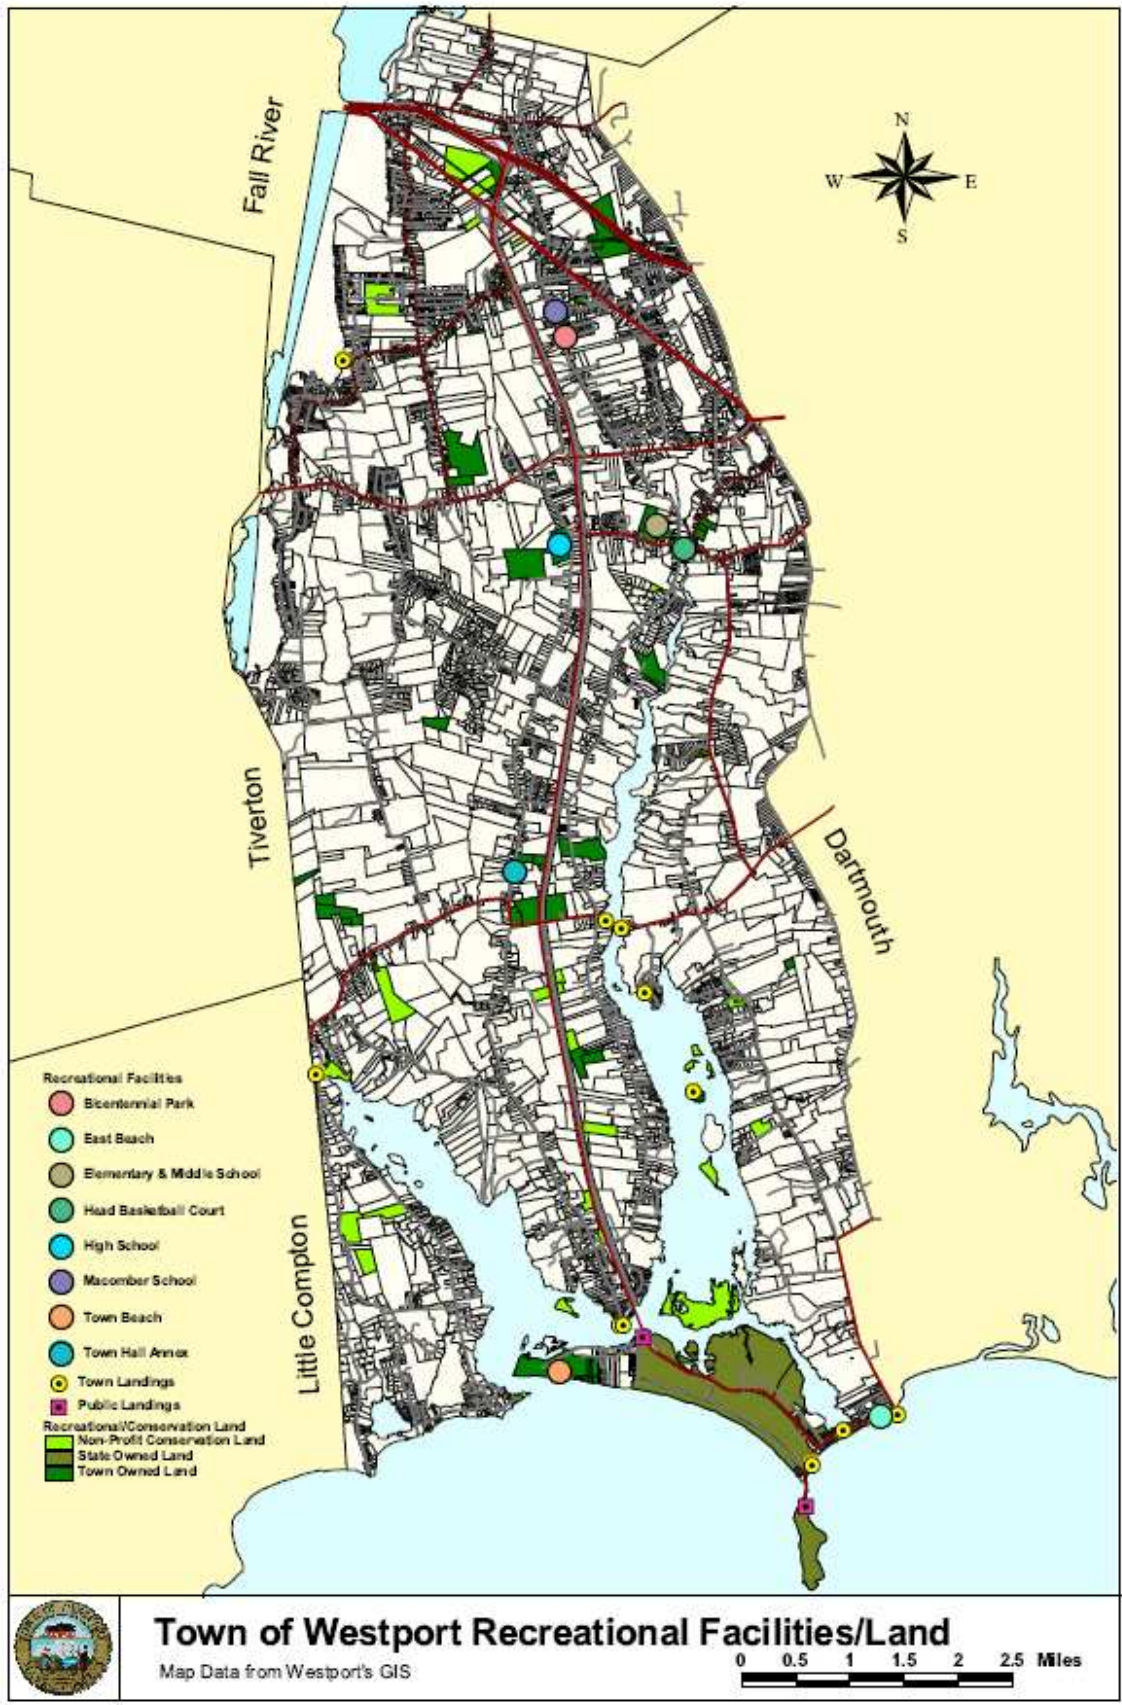 Fall River
N
W E
S
Tiverton
Dartmouth
Little Compton
Recreational Facilities
Bicentennial Park
East Beach
Elementary & Middle School
Head Basketball Court
High School
Macomber School
Town Beach
Town Hall Annex
Town Landings
Public Landings
Recreational/Conservation Land
Non-Profit Conservation Land
State Owned Land
Town Owned Land
Town of Westport Recreational Facilities/Land
Map Data from Westport's GIS
0 0.5 1 1.5 2 2.5 Miles